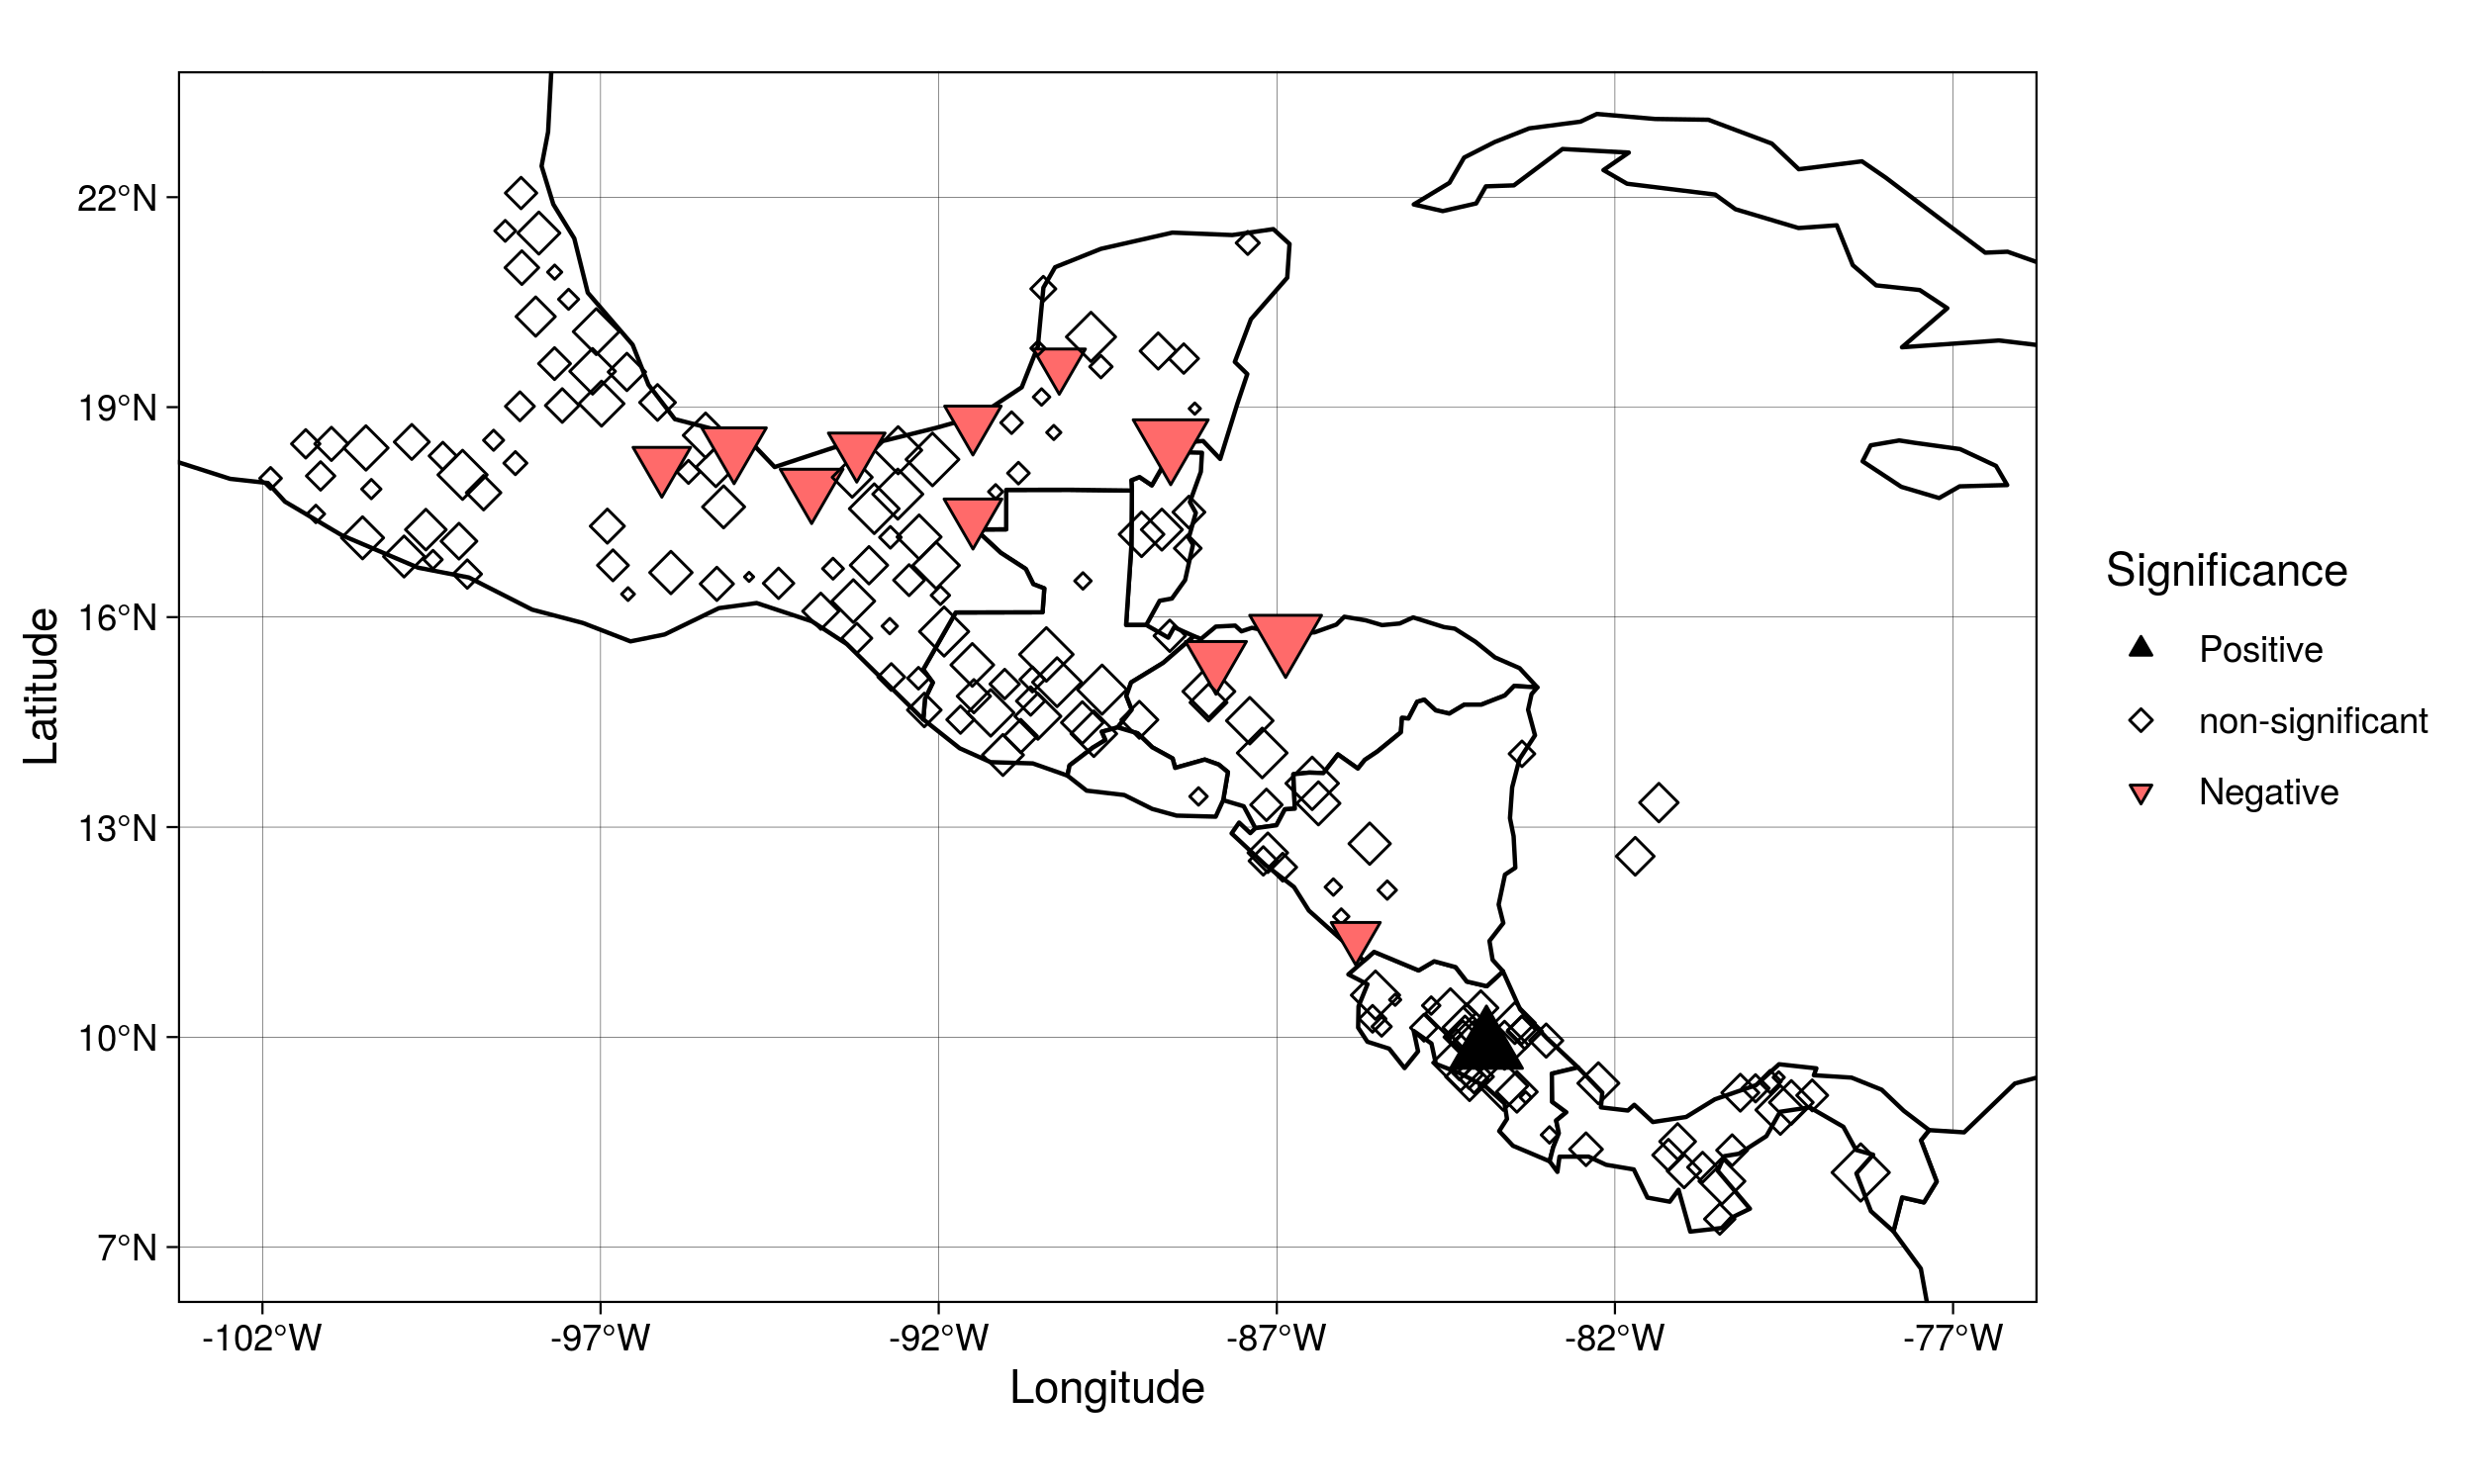 22°N
19°N
16°N
13°N
10°N
7°N
Latitude
-102°W
-97°W
-92°W
-87°W
-82°W
-77°W
Longitude
Significance
Positive
non-significant
Negative